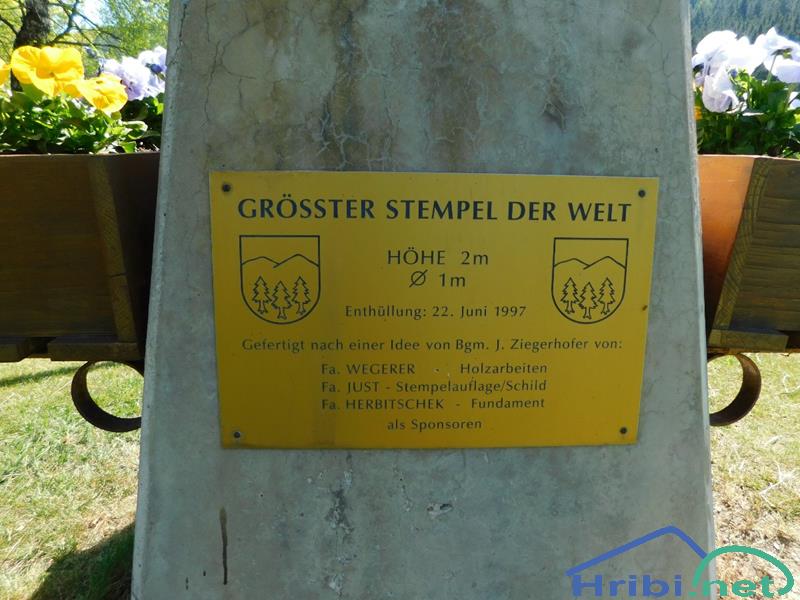 GRÖSSTER STEMPEL DER WELT
HÖHE 2m
Ø 1m
Enthüllung: 22. Juni 1997
Gefertigt nach einer Idee von Bgm. J. Ziegerhofer von:
Fa. WEGERER - Holzarbeiten
Fa. JUST - Stempelauflage/Schild
Fa. HERBITSCHEK - Fundament
als Sponsoren
Hribi.net